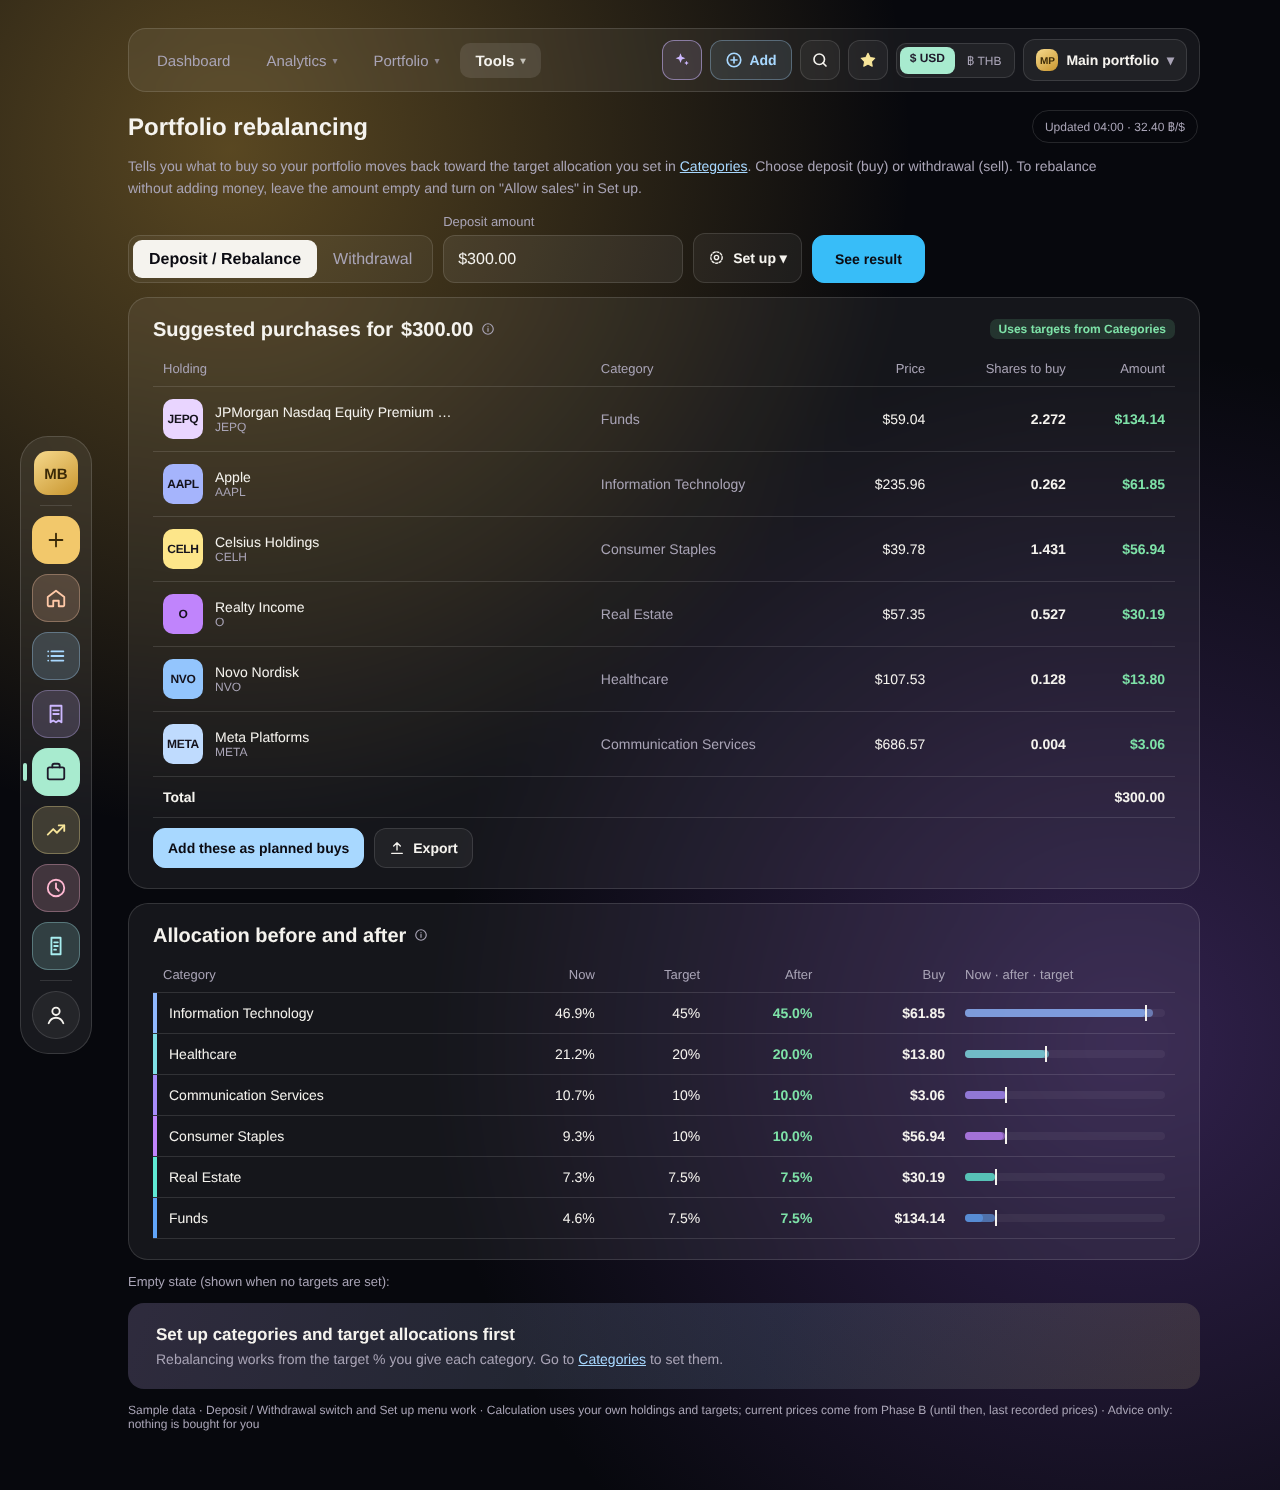 Dashboard Analytics ▾ Portfolio ▾ Tools ▾ Add $ USD ฿ THB MP Main portfolio ▾
Portfolio rebalancing
Updated 04:00 · 32.40 ฿/$
Tells you what to buy so your portfolio moves back toward the target allocation you set in Categories. Choose deposit (buy) or withdrawal (sell). To rebalance
without adding money, leave the amount empty and turn on "Allow sales" in Set up.
Deposit amount
Deposit / Rebalance Withdrawal $300.00 Set up ▾ See result
Suggested purchases for $300.00
Uses targets from Categories
Holding Category Price Shares to buy Amount
JEPQ JPMorgan Nasdaq Equity Premium … Funds $59.04 2.272 $134.14
JEPQ
AAPL Apple Information Technology $235.96 0.262 $61.85
AAPL
CELH Celsius Holdings Consumer Staples $39.78 1.431 $56.94
CELH
O Realty Income Real Estate $57.35 0.527 $30.19
O
NVO Novo Nordisk Healthcare $107.53 0.128 $13.80
NVO
META Meta Platforms Communication Services $686.57 0.004 $3.06
META
Total $300.00
Add these as planned buys Export
MB
Allocation before and after
Category Now Target After Buy Now · after · target
Information Technology 46.9% 45% 45.0% $61.85
Healthcare 21.2% 20% 20.0% $13.80
Communication Services 10.7% 10% 10.0% $3.06
Consumer Staples 9.3% 10% 10.0% $56.94
Real Estate 7.3% 7.5% 7.5% $30.19
Funds 4.6% 7.5% 7.5% $134.14
Empty state (shown when no targets are set):
Set up categories and target allocations first
Rebalancing works from the target % you give each category. Go to Categories to set them.
Sample data · Deposit / Withdrawal switch and Set up menu work · Calculation uses your own holdings and targets; current prices come from Phase B (until then, last recorded prices) · Advice only:
nothing is bought for you